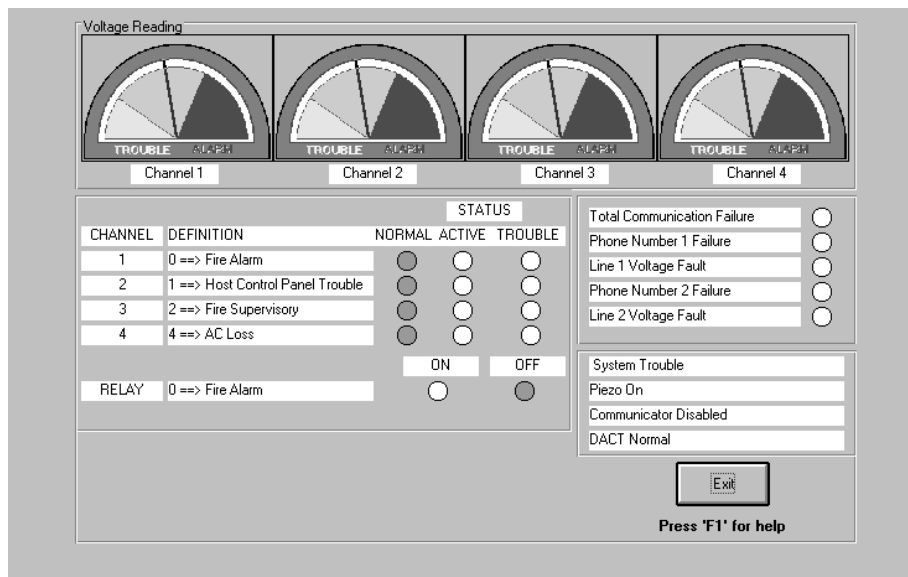 Voltage Reading
TROUBLE ALARM TROUBLE ALARM TROUBLE ALARM TROUBLE ALARM
Channel 1 Channel 2 Channel 3 Channel 4
STATUS
CHANNEL DEFINITION NORMAL ACTIVE TROUBLE
1 0 ==> Fire Alarm
2 1 ==> Host Control Panel Trouble
3 2 ==> Fire Supervisory
4 4 ==> AC Loss
ON OFF
RELAY 0 ==> Fire Alarm
Total Communication Failure
Phone Number 1 Failure
Line 1 Voltage Fault
Phone Number 2 Failure
Line 2 Voltage Fault
System Trouble
Piezo On
Communicator Disabled
DACT Normal
Exit
Press 'F1' for help